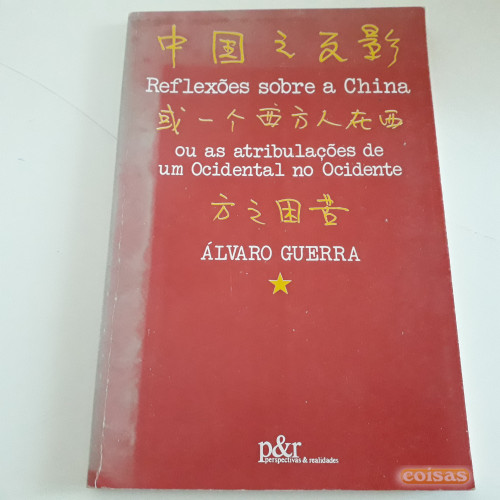 中国之反影
Reflexões sobre a China
或一个西方人在西
ou as atribulações de
um Ocidental no Ocidente
方之困苦
ÁLVARO GUERRA
p&r
perspectivas & realidades
coisas